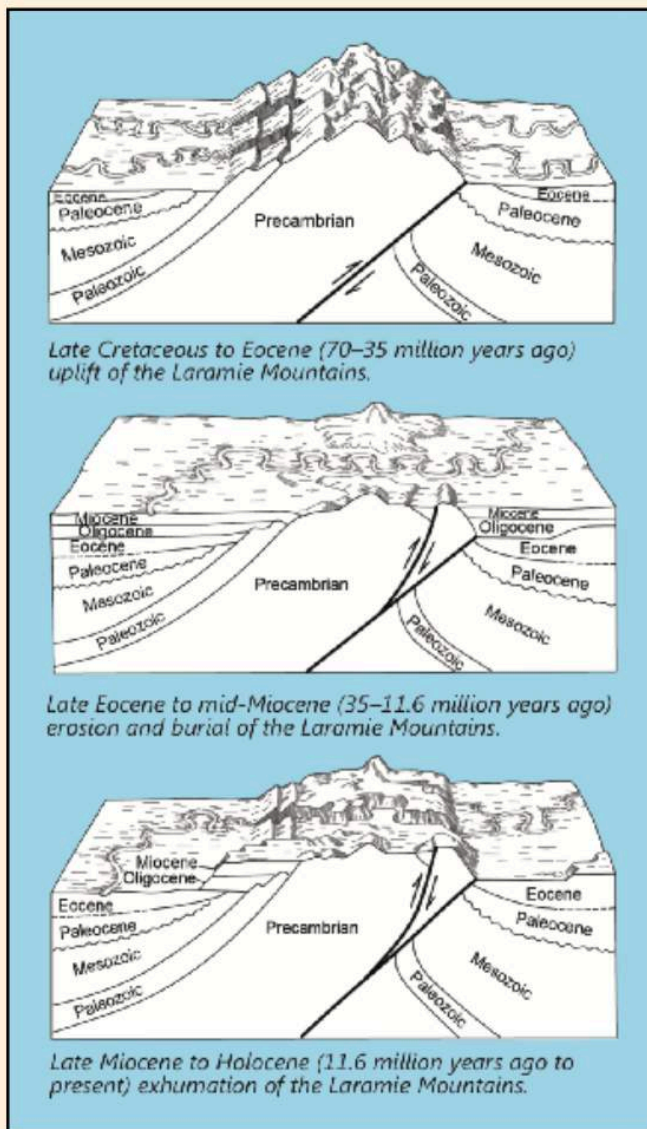 Eocene
Eocene
Paleocene
Precambrian
Paleocene
Mesozoic
Mesozoic
Paleozoic
Paleozoic
Late Cretaceous to Eocene (70–35 million years ago)
uplift of the Laramie Mountains.
Miocene
Miocene
Oligocene
Oligocene
Eocene
Eocene
Paleocene
Precambrian
Paleocene
Mesozoic
Mesozoic
Paleozoic
Paleozoic
Late Eocene to mid-Miocene (35–11.6 million years ago)
erosion and burial of the Laramie Mountains.
Miocene
Oligocene
Eocene
Eocene
Paleocene
Precambrian
Paleocene
Mesozoic
Mesozoic
Paleozoic
Paleozoic
Late Miocene to Holocene (11.6 million years ago to
present) exhumation of the Laramie Mountains.